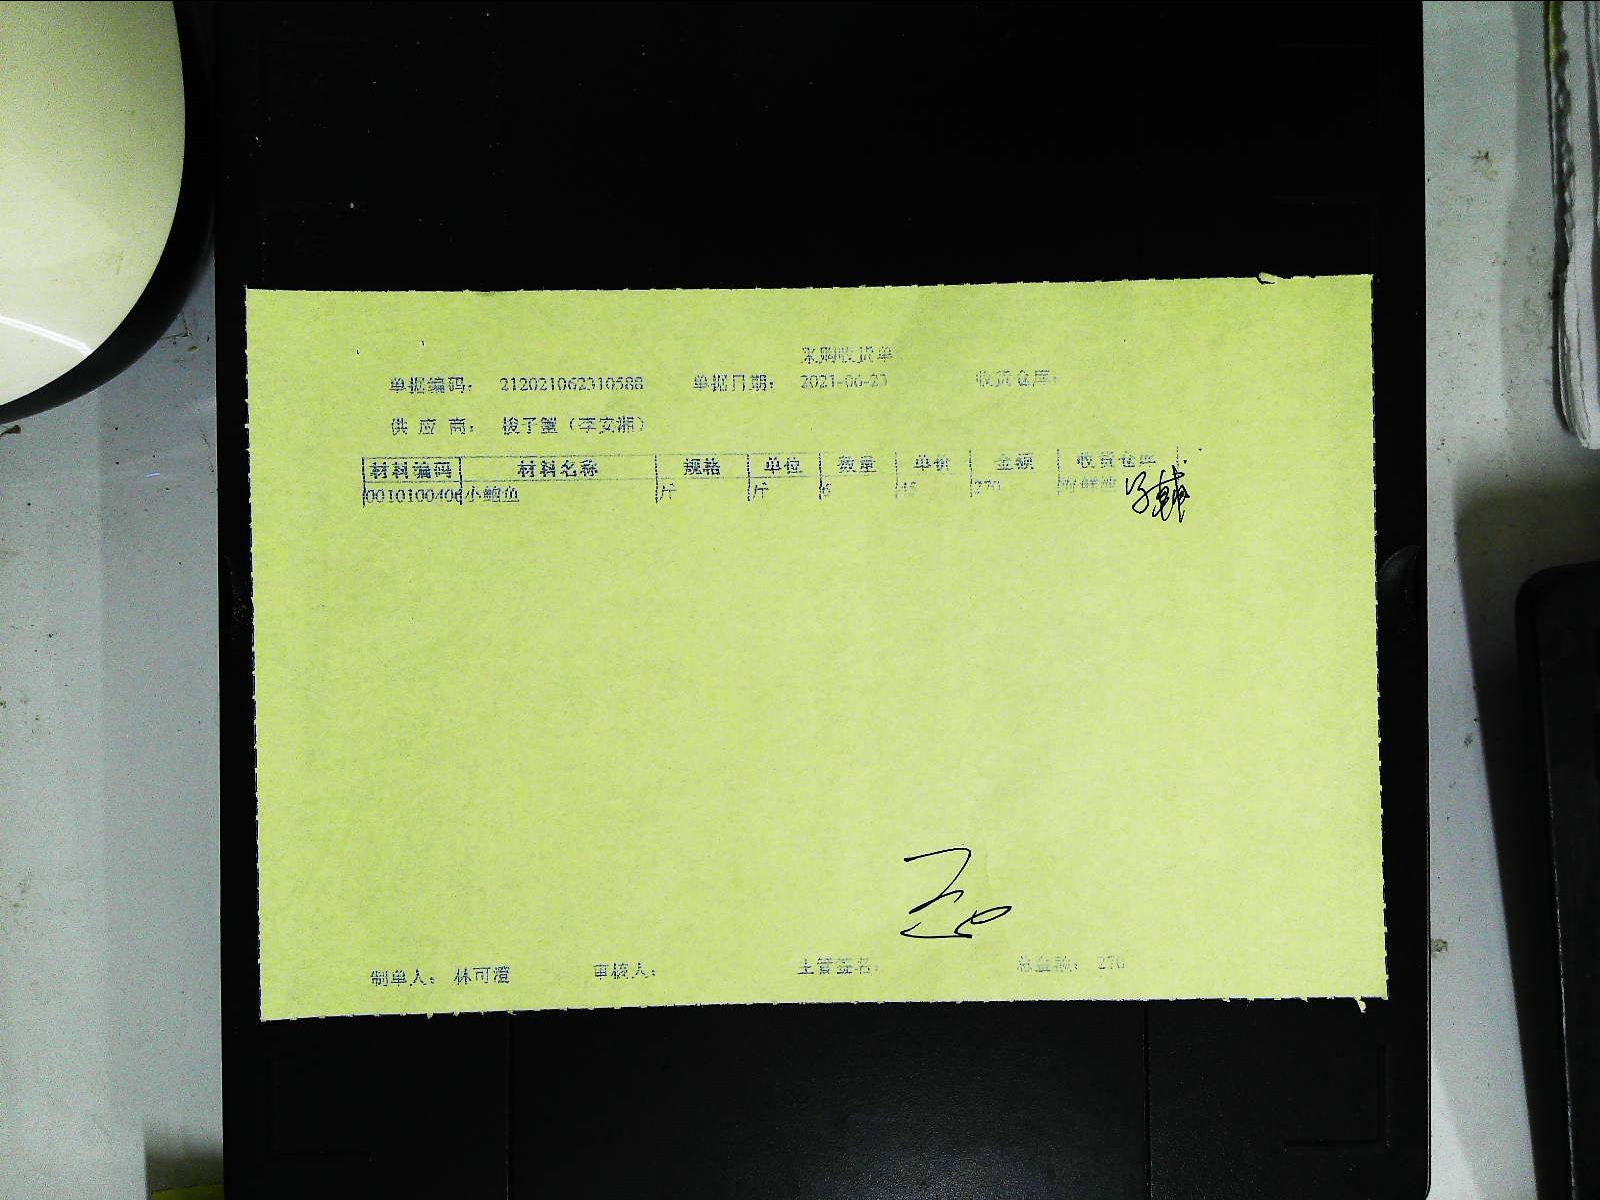 采购收货单
单据编码： 212021062310588 单据日期： 2021-06-23 收货仓库：
供 应 商： 梭子蟹（李安湘）
材料编码 材料名称 规格 单位 数量 单价 金额 收货仓库
0010100406 小鲍鱼 斤 斤 6 45 270 海鲜池
制单人： 林可澄 审核人： 主管签名： 总金额： 270